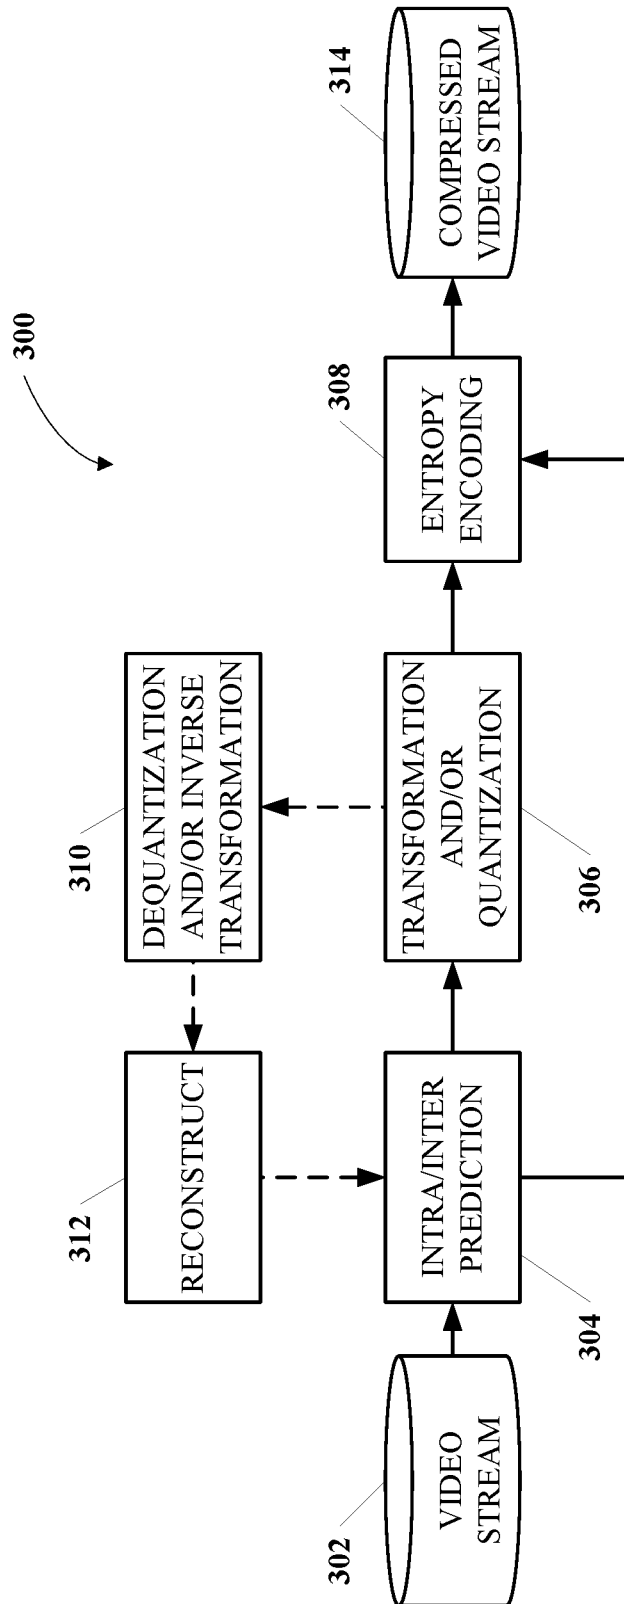 300
312
RECONSTRUCT
310
DEQUANTIZATION
AND/OR INVERSE
TRANSFORMATION
302
VIDEO
STREAM
304
INTRA/INTER
PREDICTION
306
TRANSFORMATION
AND/OR
QUANTIZATION
308
ENTROPY
ENCODING
314
COMPRESSED
VIDEO STREAM